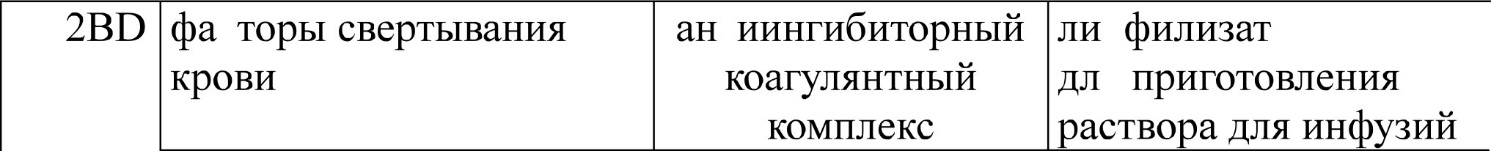 2BD
фа торы свертывания
крови
ан иингибиторный
коагулянтный
комплекс
ли филизат
дл приготовления
раствора для инфузий